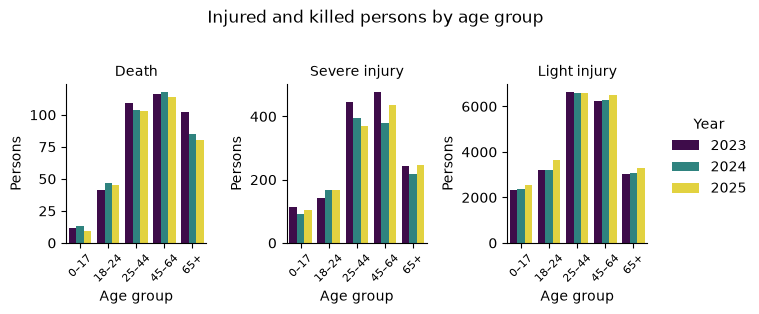 Injured and killed persons by age group
Death
Persons
100
75
50
25
0
0–17
18–24
25–44
45–64
65+
Age group
Severe injury
Persons
400
200
0
0–17
18–24
25–44
45–64
65+
Age group
Light injury
Persons
6000
4000
2000
0
0–17
18–24
25–44
45–64
65+
Age group
Year
2023
2024
2025